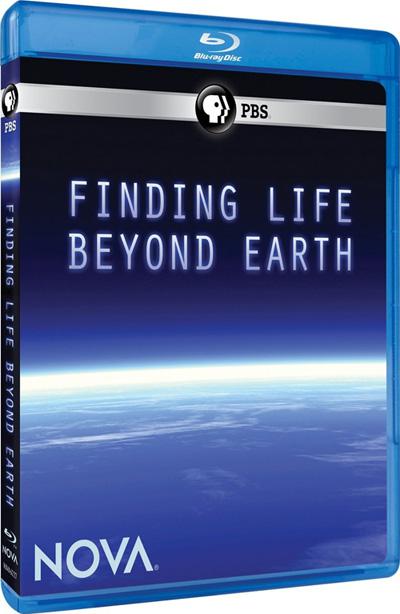 Blu-ray Disc
PBS.
FINDING LIFE
BEYOND EARTH
NOVA®
PBS
FINDING LIFE BEYOND EARTH
NOVA